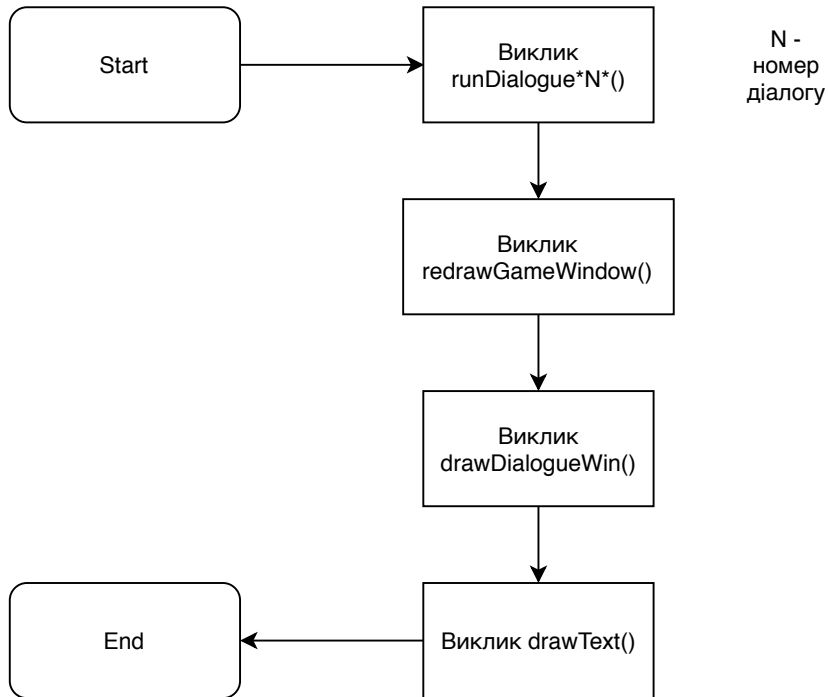 Start
Виклик
runDialogue*N*()
N -
номер
діалогу
Виклик
redrawGameWindow()
Виклик
drawDialogueWin()
End
Виклик drawText()